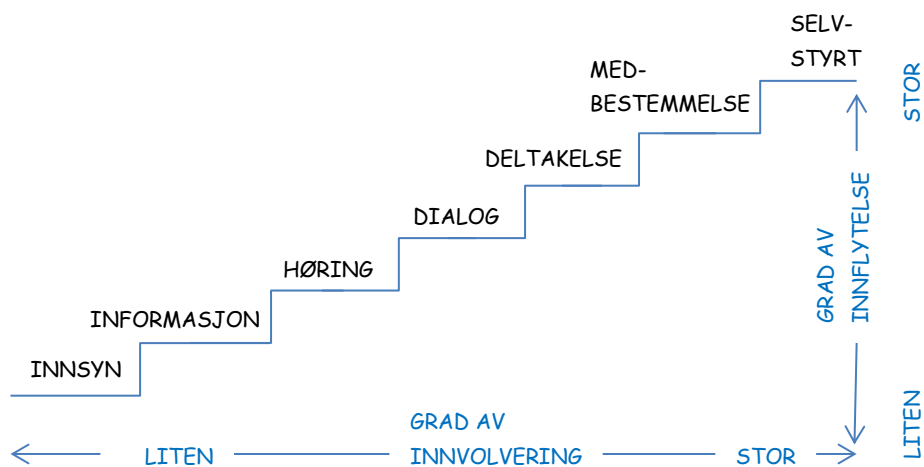 SELV-
STYRT
MED-
BESTEMMELSE
DELTAKELSE
DIALOG
HØRING
INFORMASJON
INNSYN
STOR
GRAD AV
INNFLYTELSE
LITEN
GRAD AV
LITEN INNVOLVERING STOR